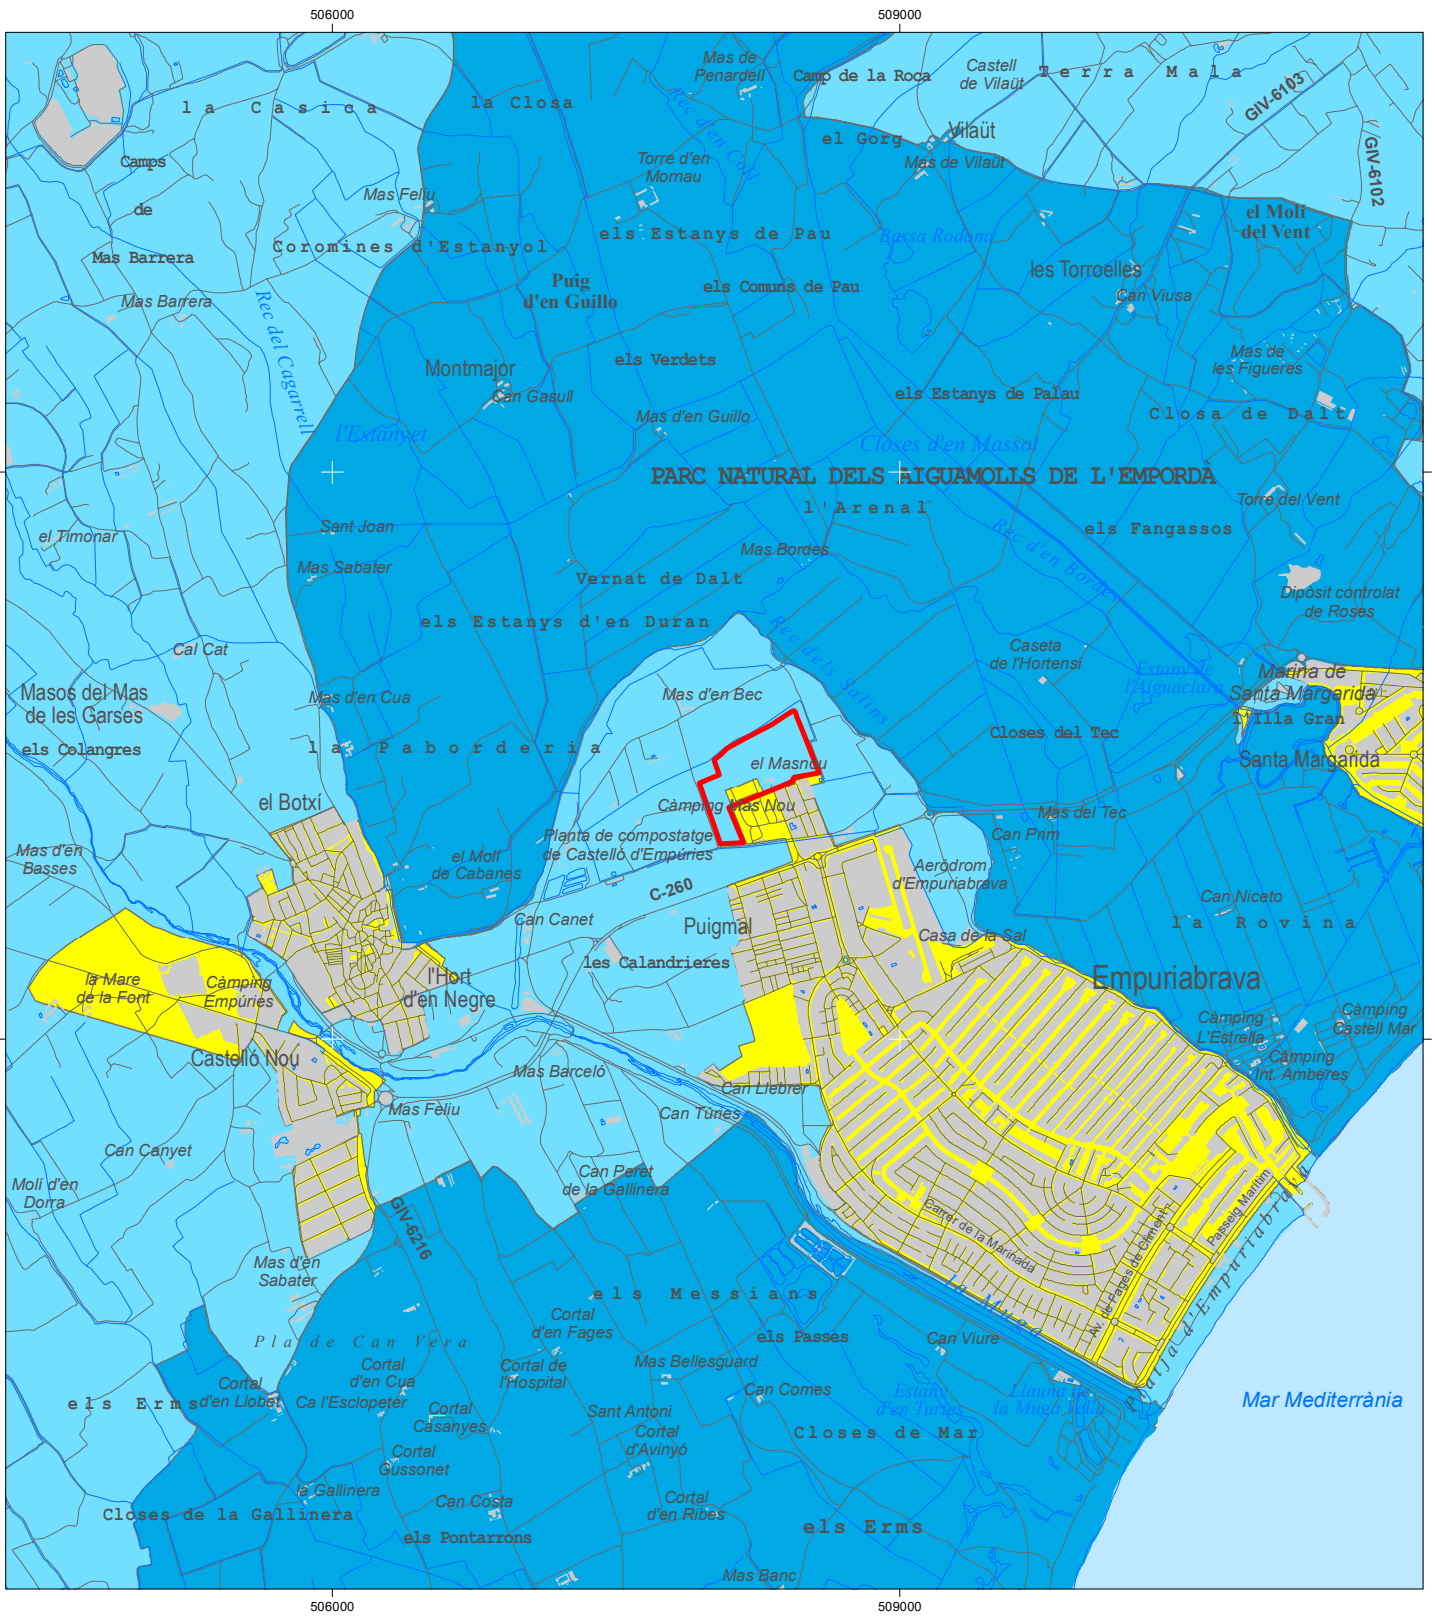 506000
509000
Mas de
Penardell
Camp de la Roca
Castell
de Vilaüt
Terra Mala
GIV-6103
la Casica
la Closa
Rec d'en Coll
el Gorg
Vilaüt
Mas de Vilaüt
GIV-6102
Camps
de
Mas Barrera
Torre d'en
Mornau
Mas Feliu
el Molí
del Vent
Coromines d'Estanyol
els Estanys de Pau
Bassa Rodona
les Torroelles
Can Viusa
Mas Barrera
Puig
d'en Guillo
els Comuns de Pau
Rec del Cagarrell
Montmajor
Can Gasull
els Verdets
Mas de
les Figueres
els Estanys de Palau
Closa de Dalt
Mas d'en Guillo
l'Estanyet
Closes d'en Massot
PARC NATURAL DELS AIGUAMOLLS DE L'EMPORDÀ
l'Arenal
Torre del Vent
Sant Joan
el Timonar
Rec d'en Bordes
els Fangassos
Mas Bordes
Mas Sabater
Vernat de Dalt
Dipòsit controlat
de Roses
els Estanys d'en Duran
Rec dels Salins
Cal Cat
Caseta
de l'Hortensí
Estany de
l'Aiguaclara
Marina de
Santa Margarida
Masos del Mas
de les Garses
Mas d'en Cua
Mas d'en Bec
l'Illa Gran
els Colangres
la Paborderia
Closes del Tec
el Masnou
Santa Margarida
el Botxí
Càmping Mas Nou
Mas del Tec
Can Prim
Planta de compostatge
de Castelló d'Empúries
Mas d'en
Basses
el Molí
de Cabanes
Aeròdrom
d'Empuriabrava
C-260
Can Niceto
la Rovina
Can Canet
Puigmal
Casa de la Sal
les Calandrieres
la Mare
de la Font
Càmping
Empúries
l'Hort
d'en Negre
Empuriabrava
Càmping
L'Estrella
Càmping
Castell Mar
Castelló Nou
Càmping
Int. Amberes
Mas Barceló
Can Llebrer
Mas Feliu
Can Túries
Can Canyet
Can Peret
de la Gallinera
Molí d'en
Dorra
GIV-6216
Carrer de la Marinada
Av. de Pages de Climent
Passeig Marítim
Platja d'Empuriabrava
Mas d'en
Sabater
els Messians
La Muga
Pla de Can Vera
Cortal
d'en Fages
els Passes
Can Viure
Cortal
d'en Cua
Cortal de
l'Hospital
Mas Bellesguard
Can Comes
Estany
d'en Turies
Llauna de
la Muga Vella
Mar Mediterrània
els Erms
Cortal
d'en Llobet
Ca l'Esclopeter
Cortal
Casanyes
Sant Antoni
Cortal
d'Avinyó
Closes de Mar
Cortal
Gussonet
la Gallinera
Can Costa
Cortal
d'en Ribes
Closes de la Gallinera
els Pontarrons
els Erms
Mas Banc
506000
509000